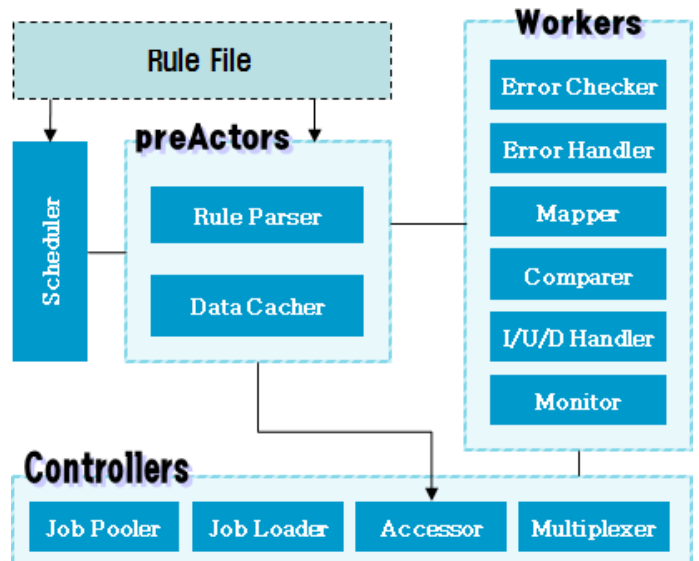 Workers
Rule File
Error Checker
preActors
Error Handler
Scheduler
Rule Parser
Mapper
Comparer
Data Cacher
I/U/D Handler
Monitor
Controllers
Job Pooler
Job Loader
Accessor
Multiplexer